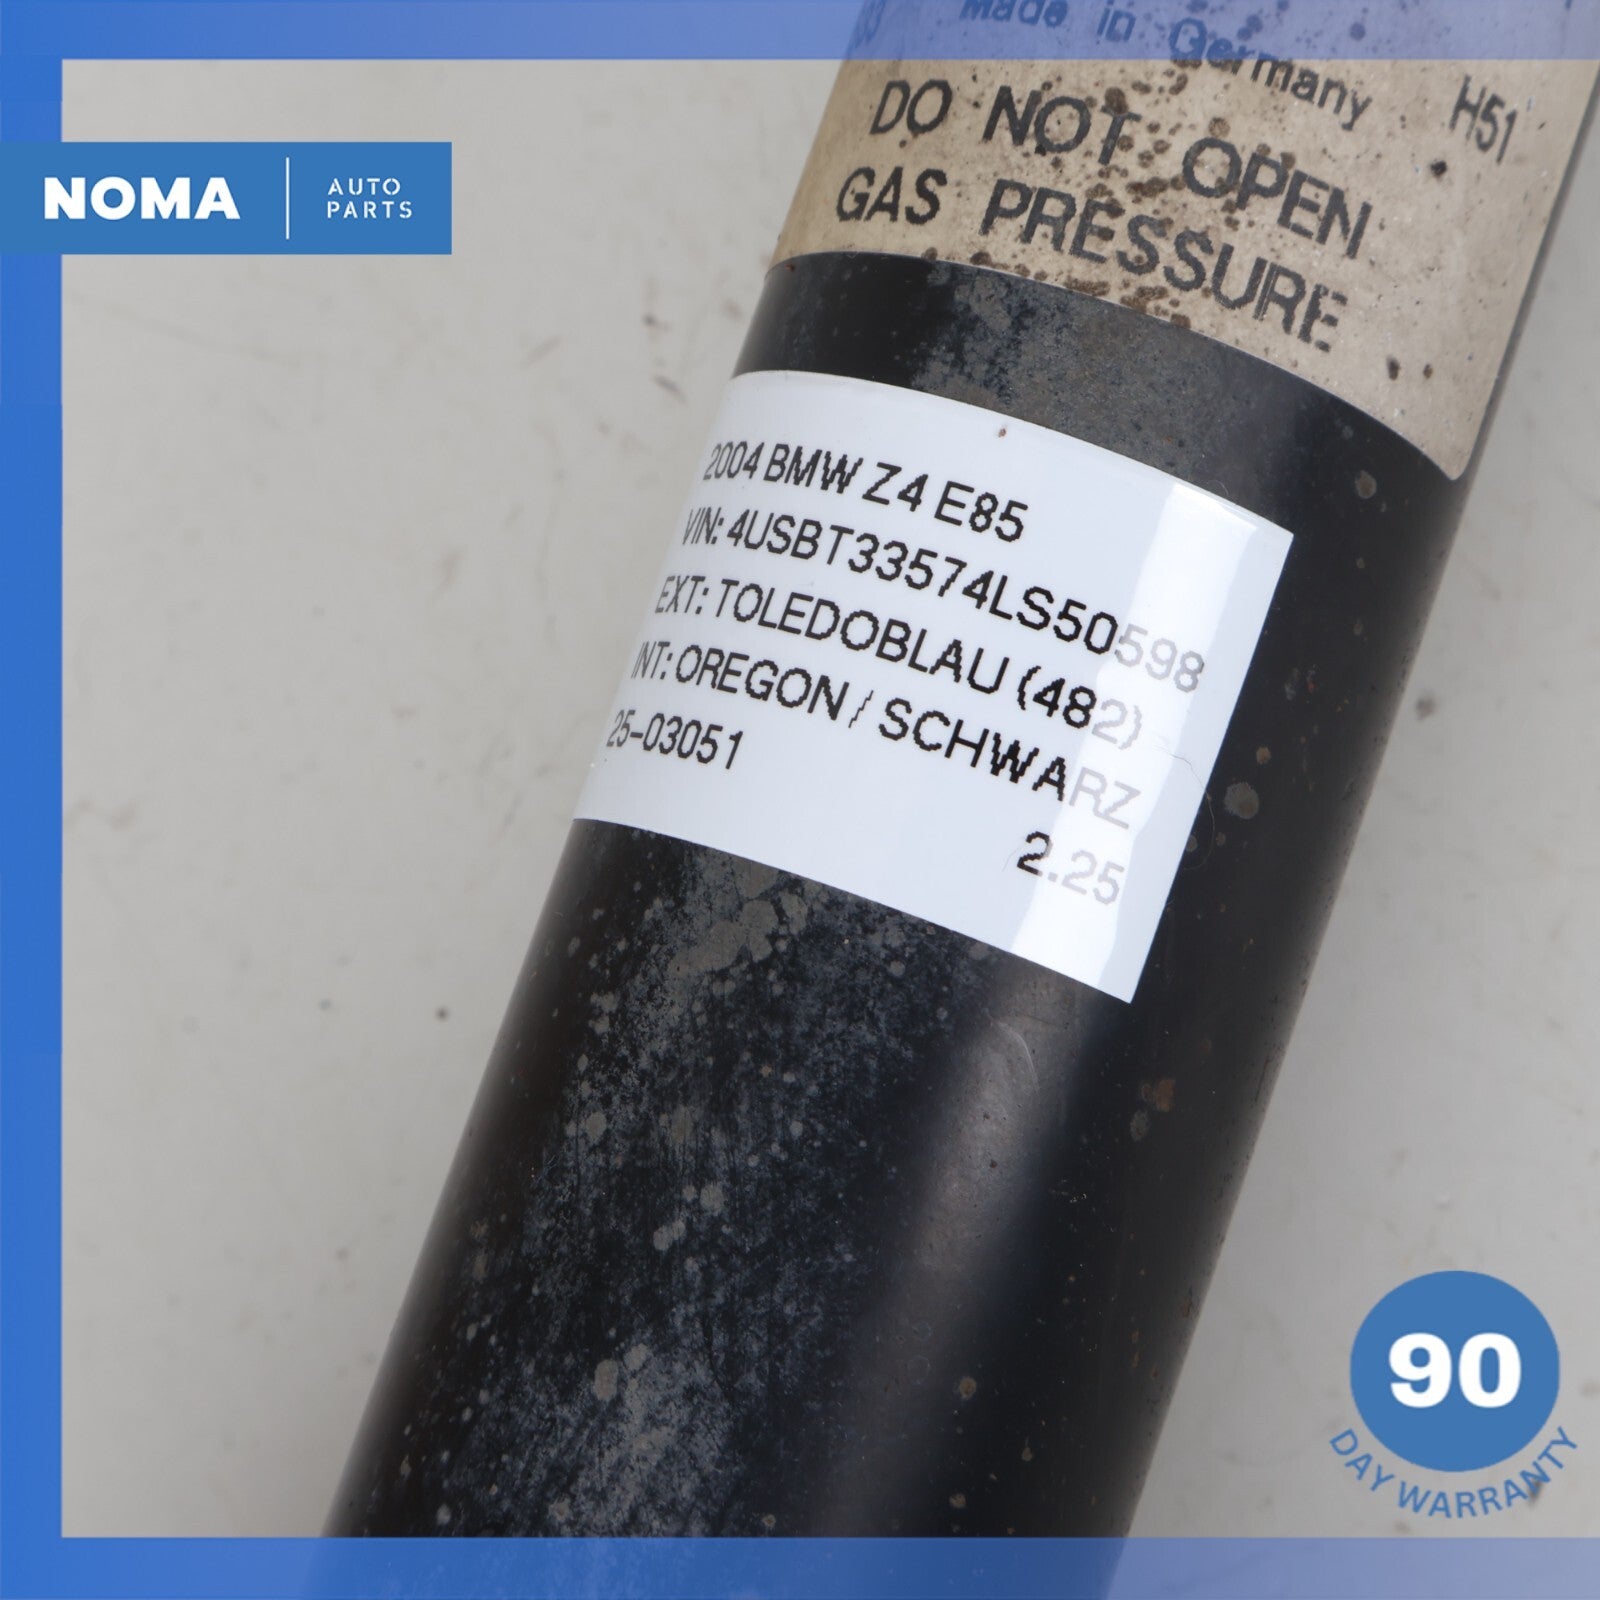 Made in Germany H51
DO NOT OPEN
GAS PRESSURE
NOMA
AUTO
PARTS
2004 BMW Z4 E85
VIN: 4USBT33574LS50598
EXT: TOLEDOBLAU (482)
INT: OREGON / SCHWARZ
25-03051
2.25
90
DAY WARRANTY